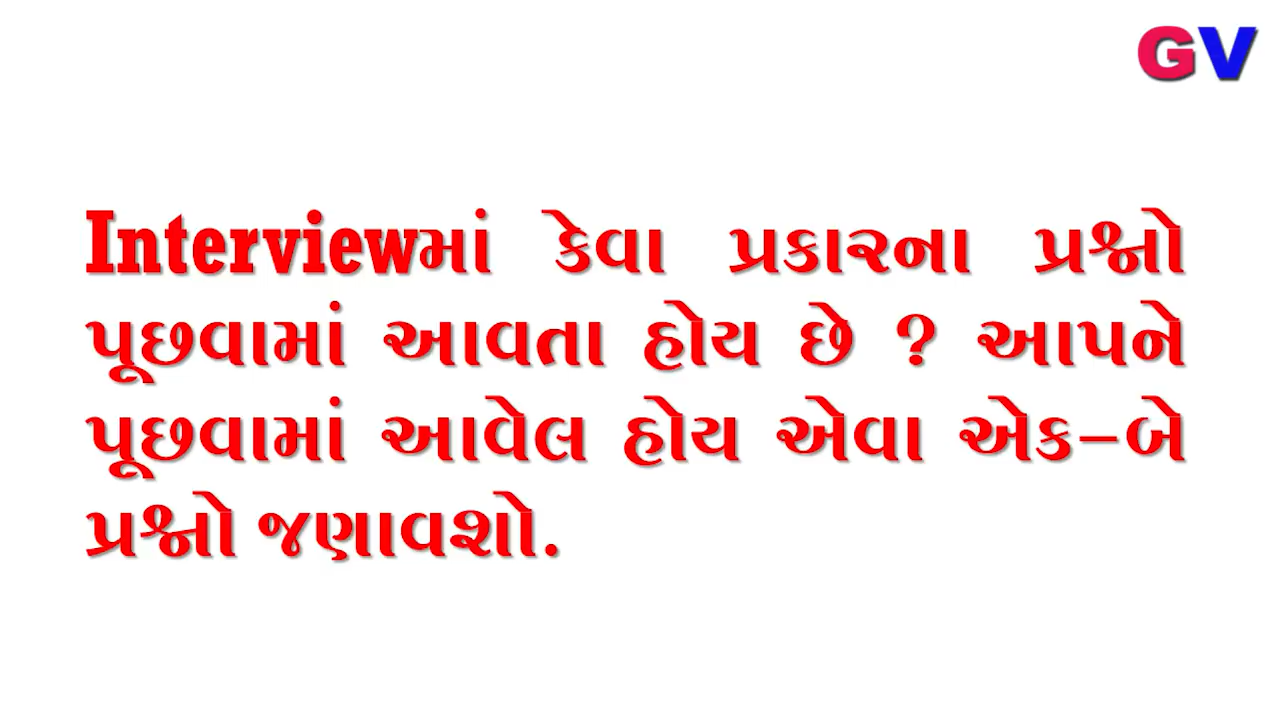 GV
Interviewમાં કેવા પ્રકારના પ્રશ્નો
પૂછવામાં આવતા હોય છે ? આપને
પૂછવામાં આવેલ હોય એવા એક-બે
પ્રશ્નો જણાવશો.